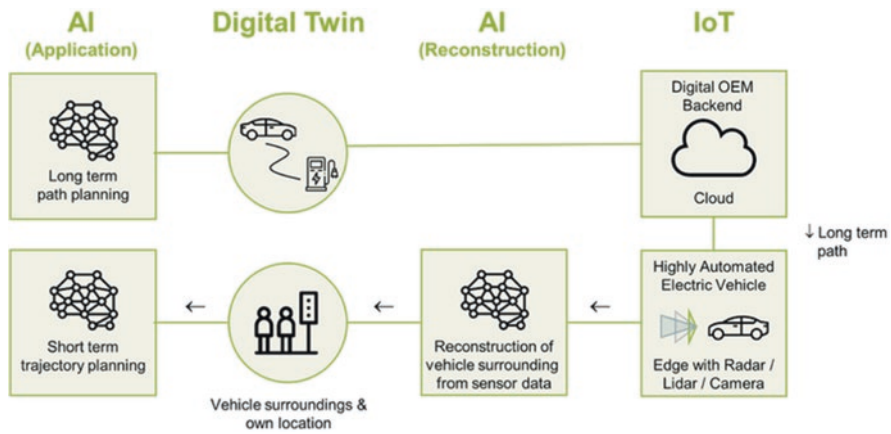 AI
(Application)
Digital Twin
AI
(Reconstruction)
IoT
Long term
path planning
Digital OEM
Backend
Cloud
↓ Long term
path
Short term
trajectory planning
←
Vehicle surroundings &
own location
←
Reconstruction of
vehicle surrounding
from sensor data
←
Highly Automated
Electric Vehicle
Edge with Radar /
Lidar / Camera